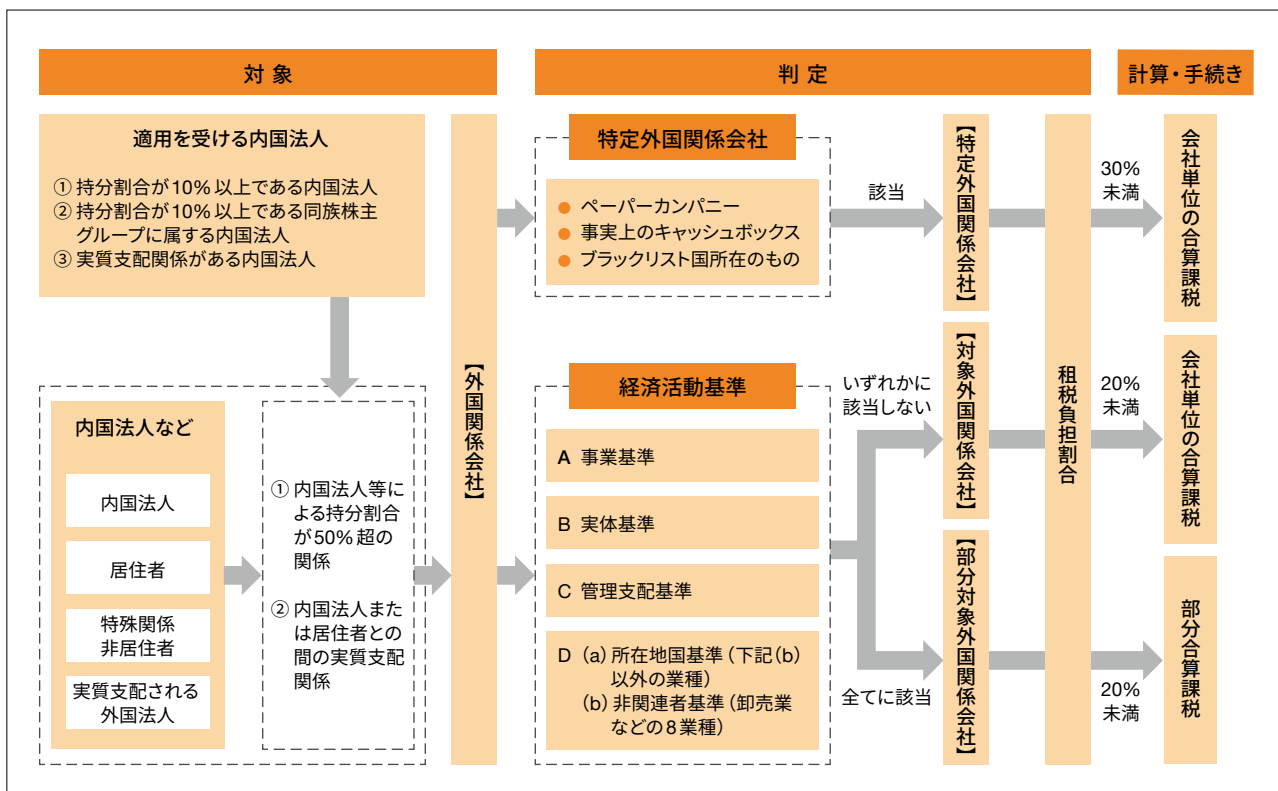 対象
判定
計算・手続き
適用を受ける内国法人
① 持分割合が10%以上である内国法人
② 持分割合が10%以上である同族株主
グループに属する内国法人
③ 実質支配関係がある内国法人
内国法人など
内国法人
居住者
特殊関係
非居住者
実質支配される
外国法人
① 内国法人等に
よる持分割合
が50%超の
関係
② 内国法人また
は居住者との
間の実質支配
関係
【外国関係会社】
特定外国関係会社
● ペーパーカンパニー
● 事実上のキャッシュボックス
● ブラックリスト国所在のもの
経済活動基準
A 事業基準
B 実体基準
C 管理支配基準
D (a) 所在地国基準(下記(b)
以外の業種)
(b) 非関連者基準(卸売業
などの8業種)
該当
いずれかに
該当しない
全てに該当
【特定外国関係会社】
【対象外国関係会社】
【部分対象外国関係会社】
租税負担割合
30%
未満
20%
未満
20%
未満
会社単位の合算課税
会社単位の合算課税
部分合算課税